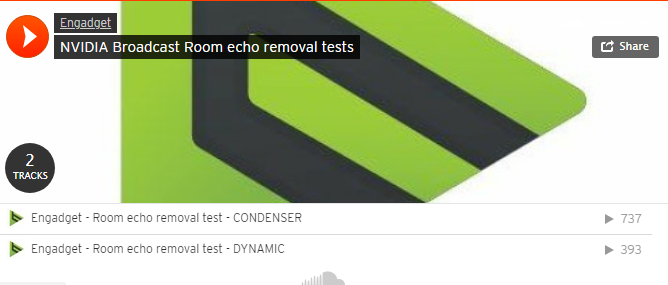 Engadget
NVIDIA Broadcast Room echo removal tests
Share
2
TRACKS
Engadget - Room echo removal test - CONDENSER 737
Engadget - Room echo removal test - DYNAMIC 393